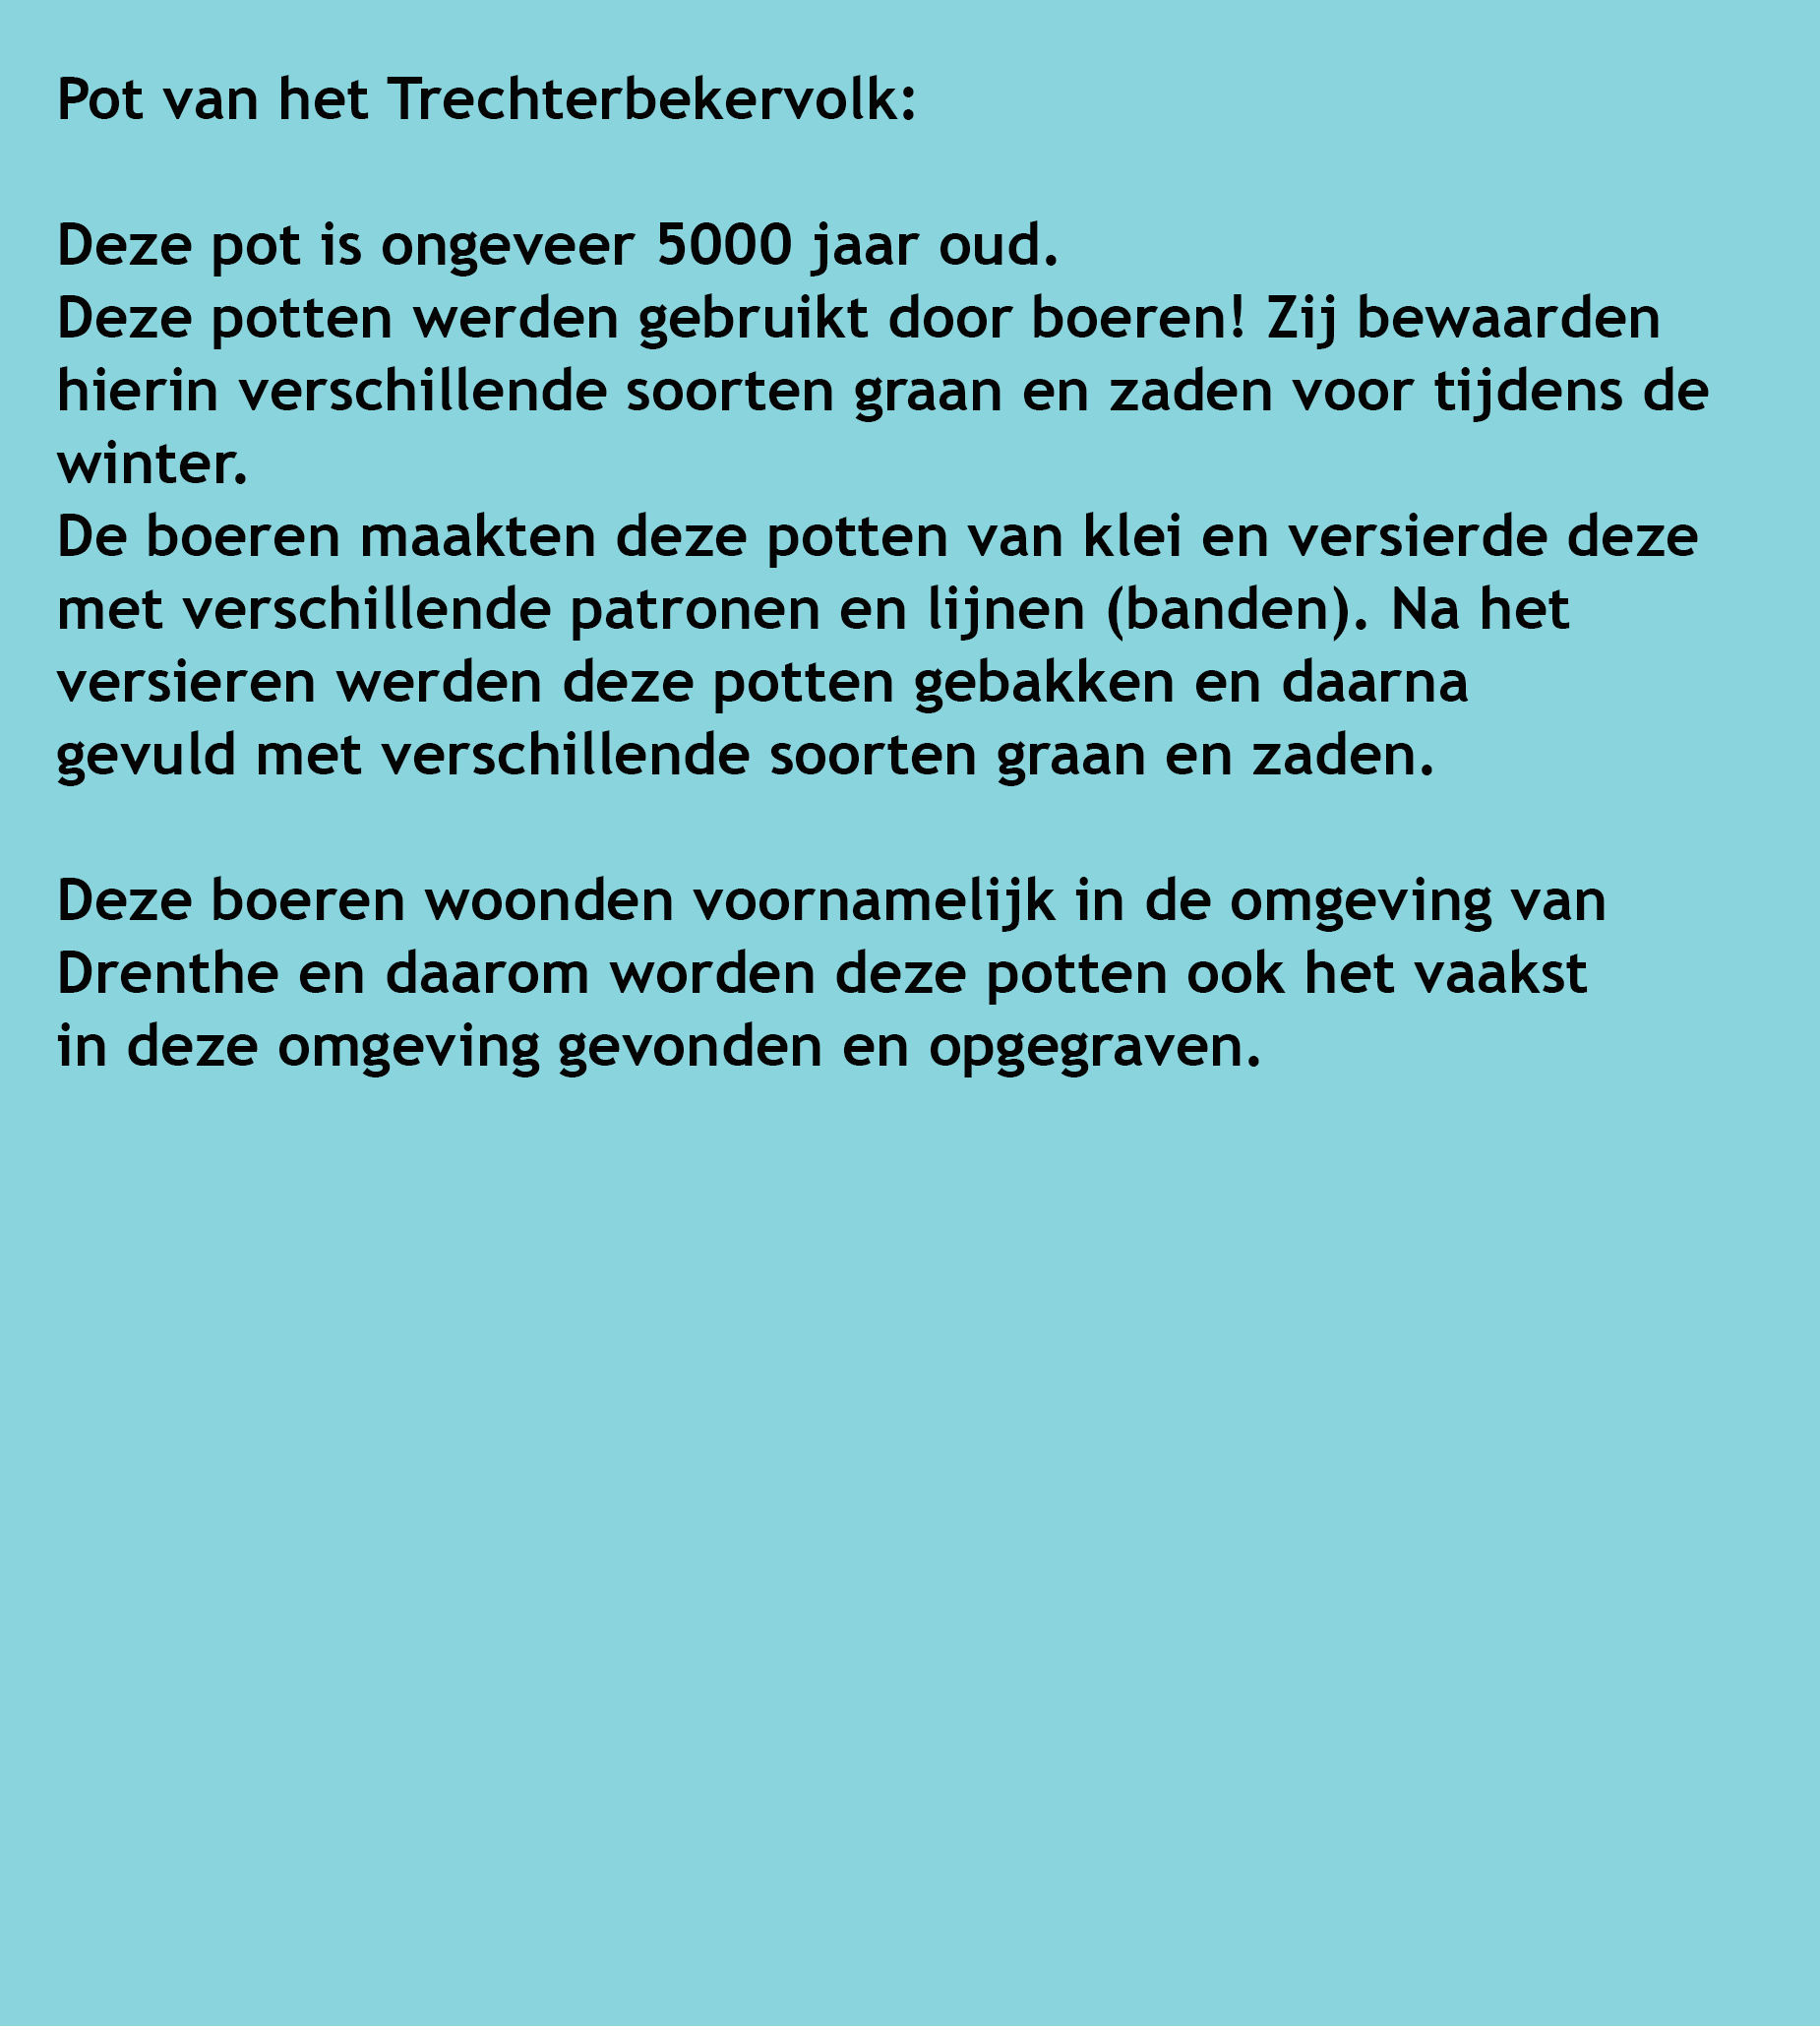 Pot van het Trechterbekervolk:
Deze pot is ongeveer 5000 jaar oud.
Deze potten werden gebruikt door boeren! Zij bewaarden
hierin verschillende soorten graan en zaden voor tijdens de
winter.
De boeren maakten deze potten van klei en versierde deze
met verschillende patronen en lijnen (banden). Na het
versieren werden deze potten gebakken en daarna
gevuld met verschillende soorten graan en zaden.
Deze boeren woonden voornamelijk in de omgeving van
Drenthe en daarom worden deze potten ook het vaakst
in deze omgeving gevonden en opgegraven.